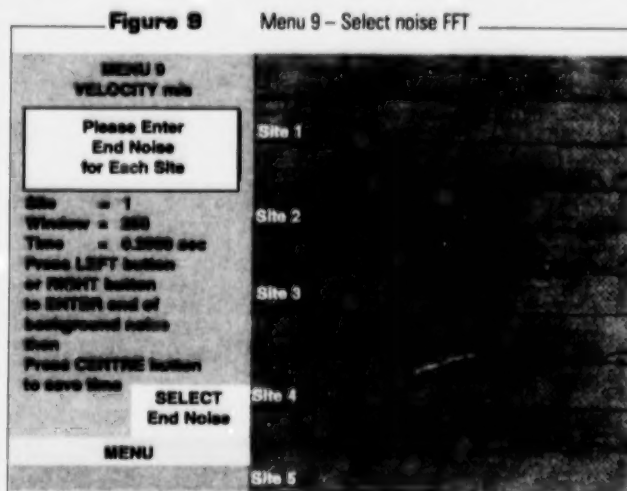 Figure 9 Menu 9 – Select noise FFT
MENU 9
VELOCITY m/s
Please Enter
End Noise
for Each Site
Site = 1
Window = 250
Time = 0.2000 sec
Press LEFT button
or RIGHT button
to ENTER end of
background noise
then
Press CENTRE button
to save time
SELECT
End Noise
MENU
Site 1
Site 2
Site 3
Site 4
Site 5